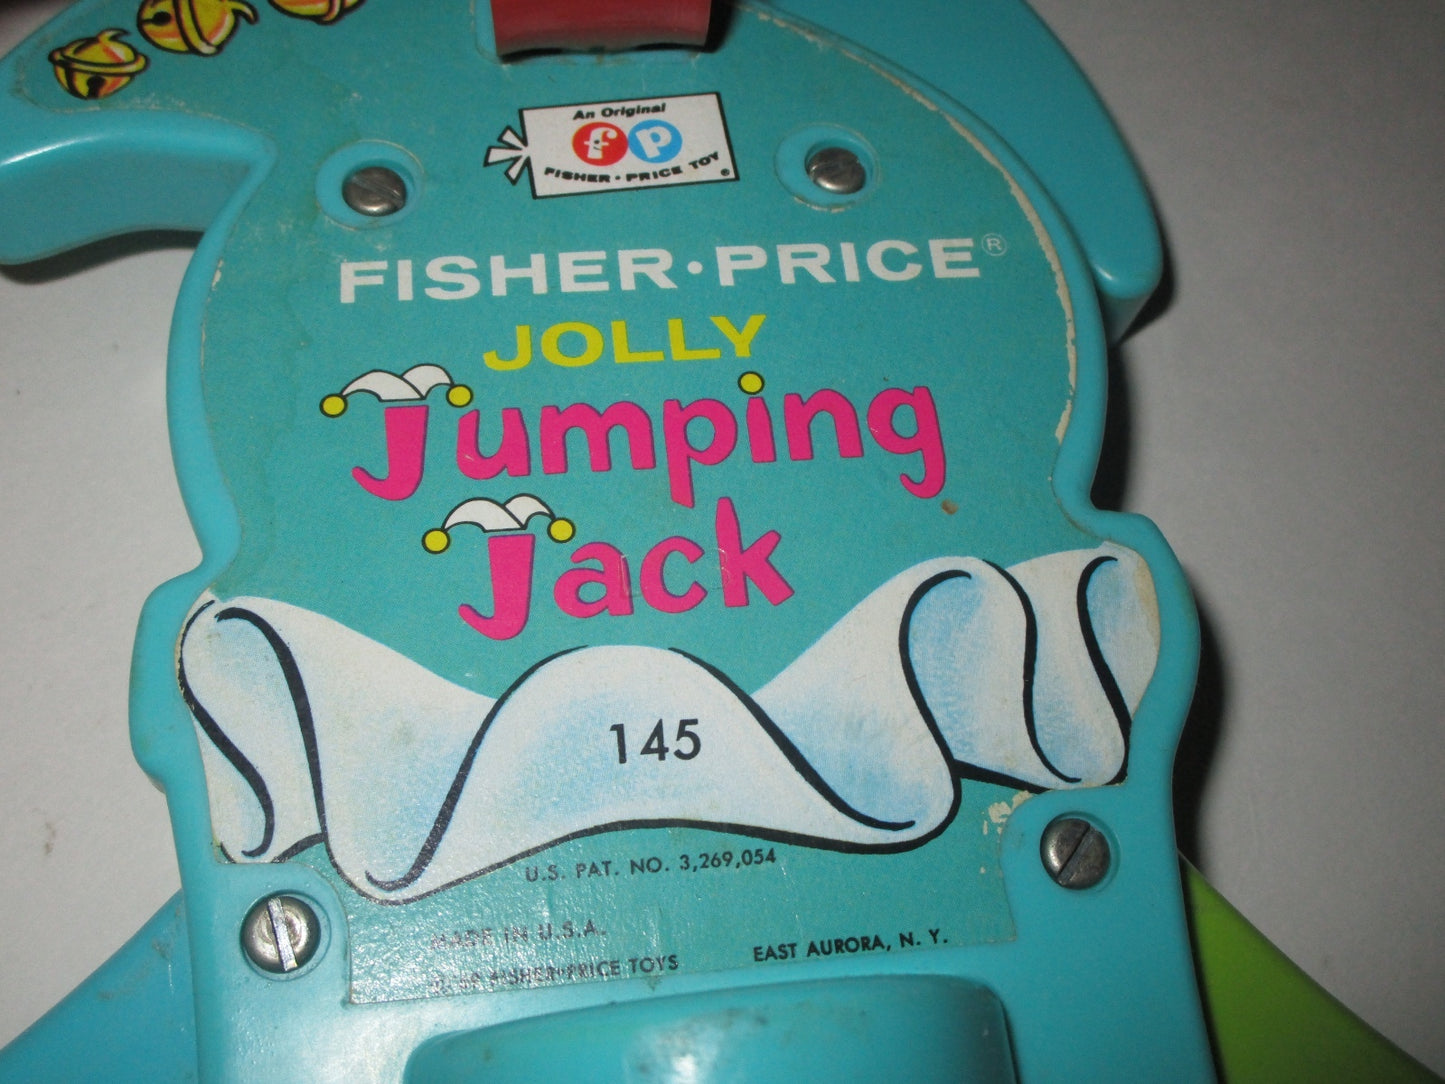 An Original
fp
FISHER·PRICE TOY ®
FISHER·PRICE®
JOLLY
Jumping
Jack
145
U.S. PAT. NO. 3,269,054
MADE IN U.S.A.
FISHER-PRICE TOYS
EAST AURORA, N. Y.